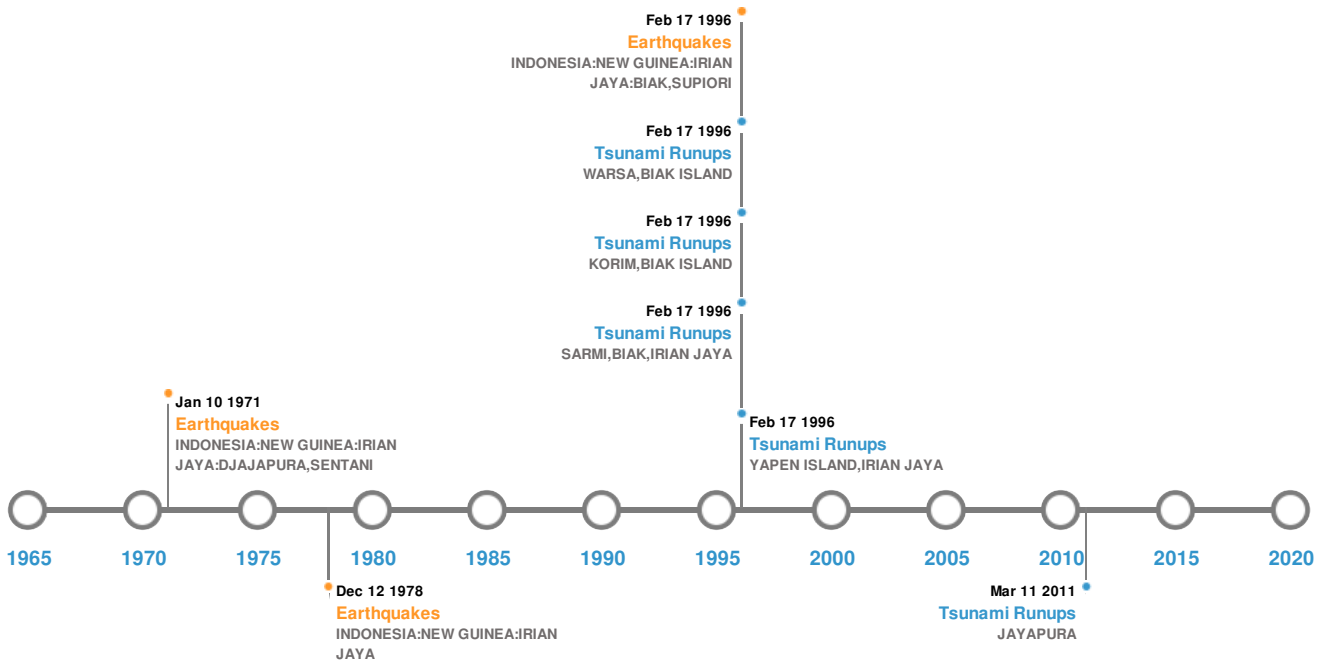 Feb 17 1996
Earthquakes
INDONESIA:NEW GUINEA:IRIAN
JAYA:BIAK,SUPIORI
Feb 17 1996
Tsunami Runups
WARSA,BIAK ISLAND
Feb 17 1996
Tsunami Runups
KORIM,BIAK ISLAND
Feb 17 1996
Tsunami Runups
SARMI,BIAK,IRIAN JAYA
Jan 10 1971
Earthquakes
INDONESIA:NEW GUINEA:IRIAN
JAYA:DJAJAPURA,SENTANI
Feb 17 1996
Tsunami Runups
YAPEN ISLAND,IRIAN JAYA
1965 1970 1975 1980 1985 1990 1995 2000 2005 2010 2015 2020
Dec 12 1978
Earthquakes
INDONESIA:NEW GUINEA:IRIAN
JAYA
Mar 11 2011
Tsunami Runups
JAYAPURA